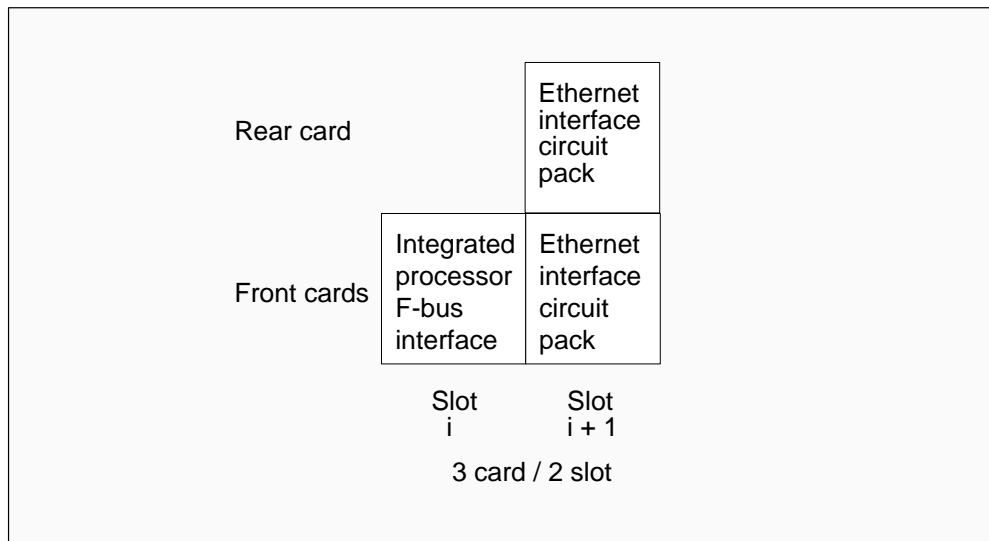 Rear card
Ethernet
interface
circuit
pack
Front cards
Integrated
processor
F-bus
interface
Ethernet
interface
circuit
pack
Slot
i
Slot
i + 1
3 card / 2 slot